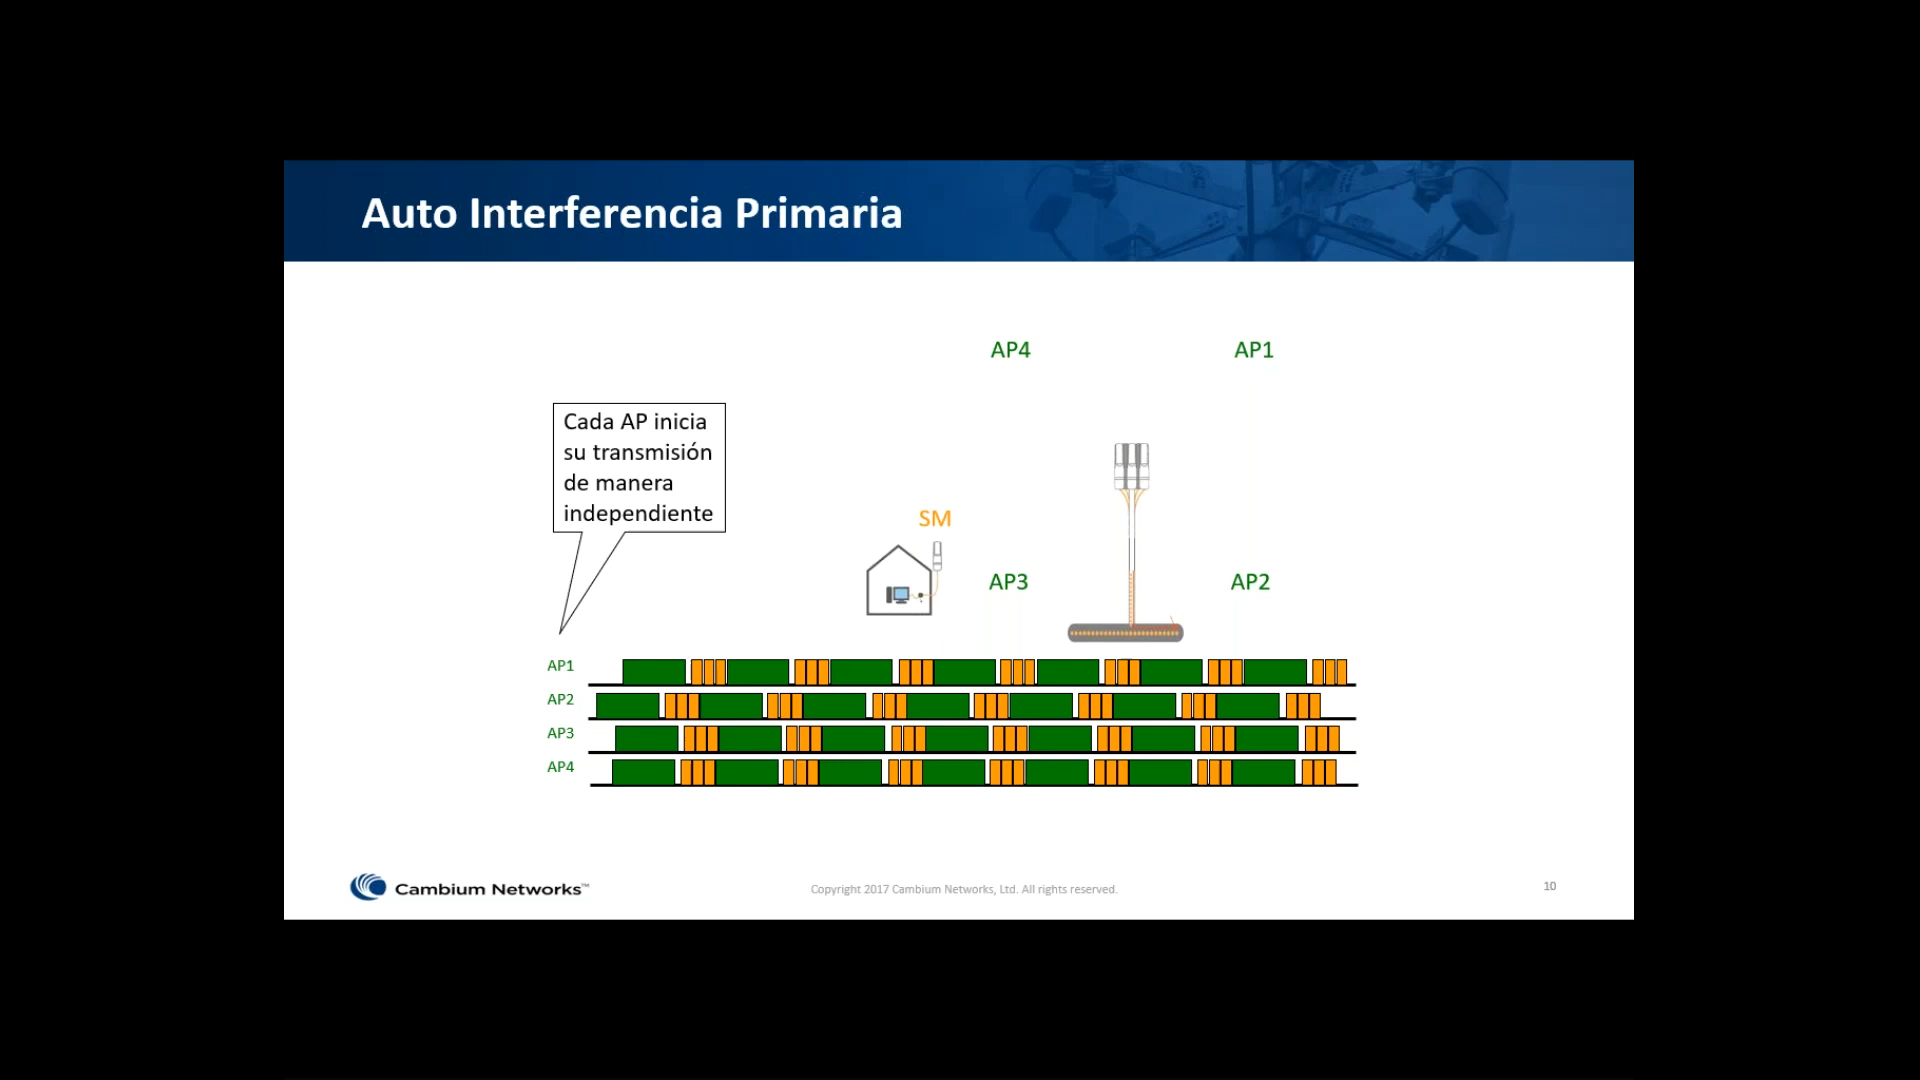 Auto Interferencia Primaria
AP4
AP1
Cada AP inicia
su transmisión
de manera
independiente
SM
AP3
AP2
AP1
AP2
AP3
AP4
Cambium Networks™
Copyright 2017 Cambium Networks, Ltd. All rights reserved.
10